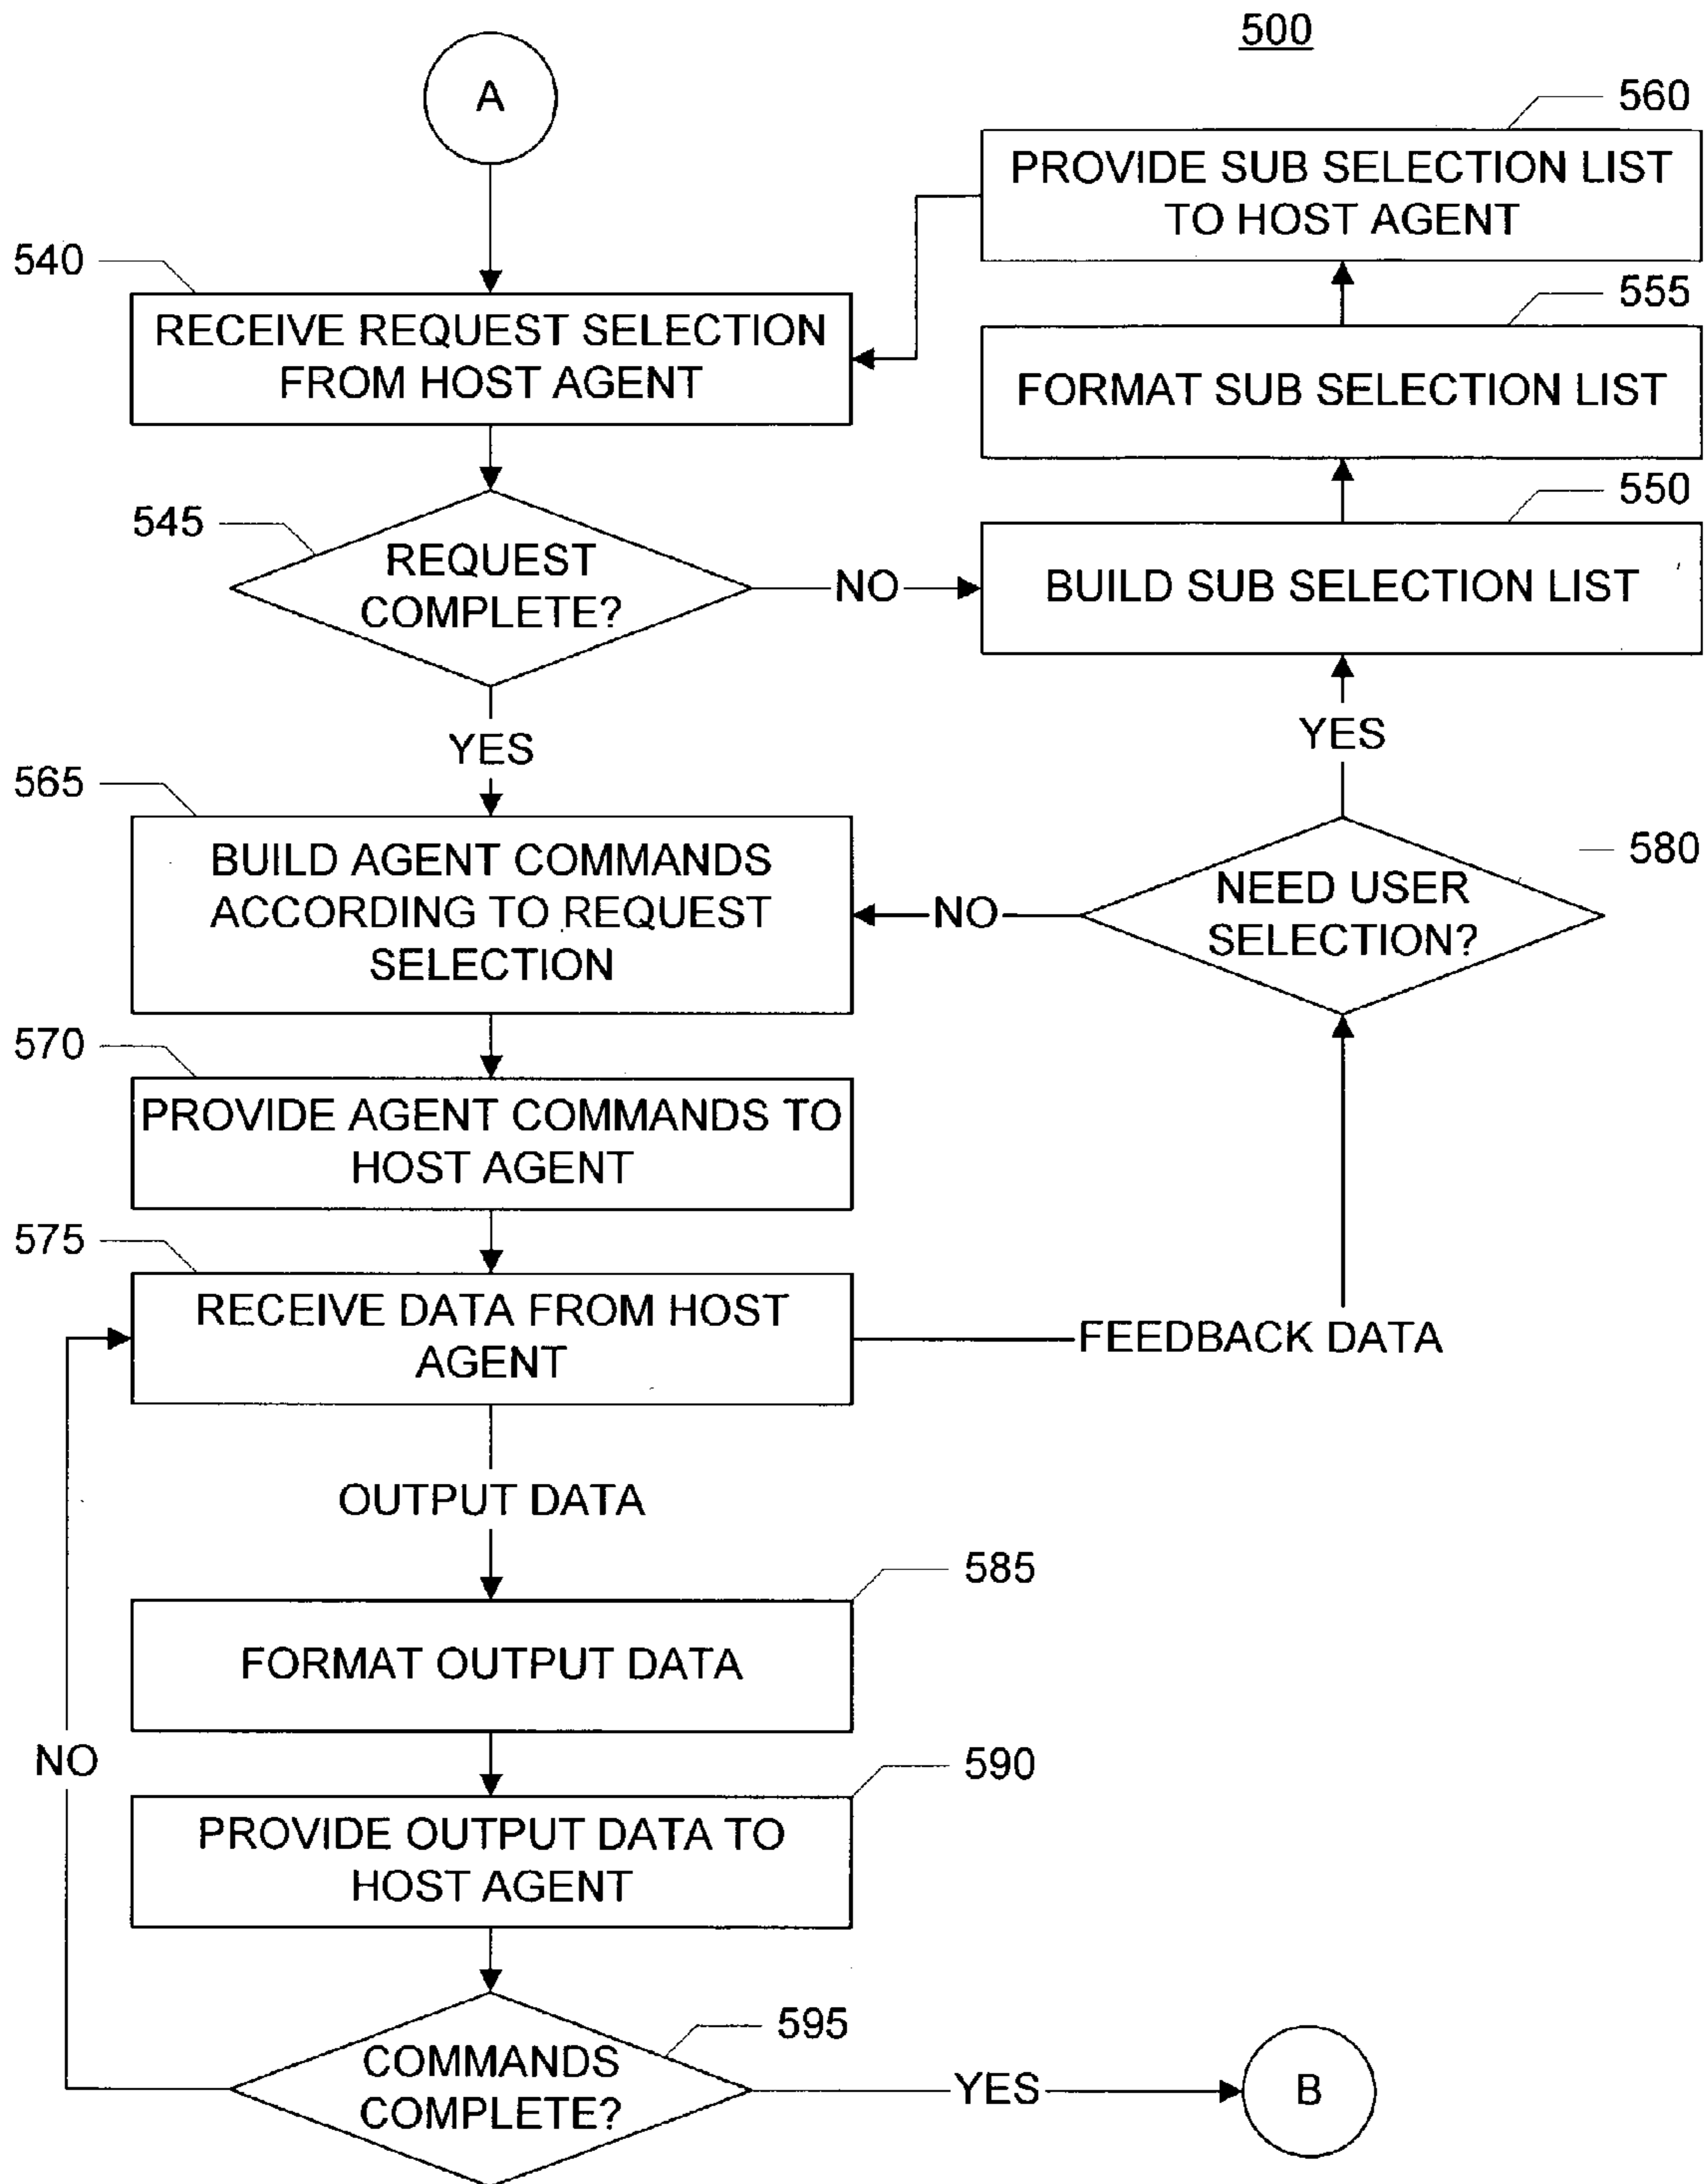 500
A
560
PROVIDE SUB SELECTION LIST
TO HOST AGENT
540
RECEIVE REQUEST SELECTION
FROM HOST AGENT
555
FORMAT SUB SELECTION LIST
545
REQUEST
COMPLETE?
NO
550
BUILD SUB SELECTION LIST
YES
YES
565
BUILD AGENT COMMANDS
ACCORDING TO REQUEST
SELECTION
NO
580
NEED USER
SELECTION?
570
PROVIDE AGENT COMMANDS TO
HOST AGENT
575
RECEIVE DATA FROM HOST
AGENT
FEEDBACK DATA
OUTPUT DATA
585
FORMAT OUTPUT DATA
NO
590
PROVIDE OUTPUT DATA TO
HOST AGENT
595
COMMANDS
COMPLETE?
YES
B